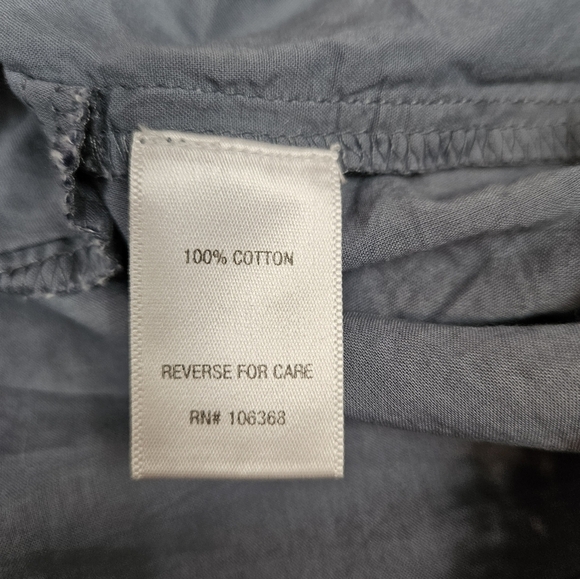 100% COTTON
REVERSE FOR CARE
RN# 106368